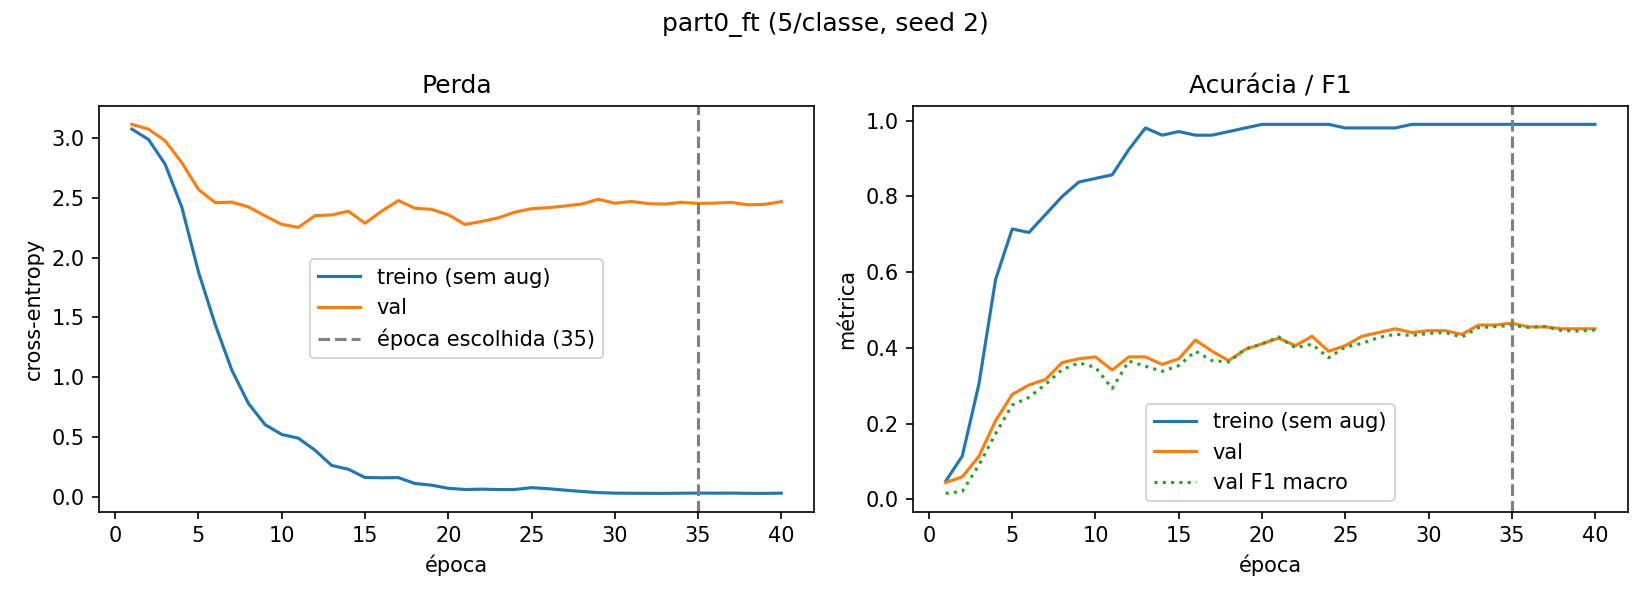 part0_ft (5/classe, seed 2)
Perda
cross-entropy
3.0
2.5
2.0
1.5
1.0
0.5
0.0
treino (sem aug)
val
época escolhida (35)
0 5 10 15 20 25 30 35 40
época
Acurácia / F1
métrica
1.0
0.8
0.6
0.4
0.2
0.0
treino (sem aug)
val
val F1 macro
0 5 10 15 20 25 30 35 40
época